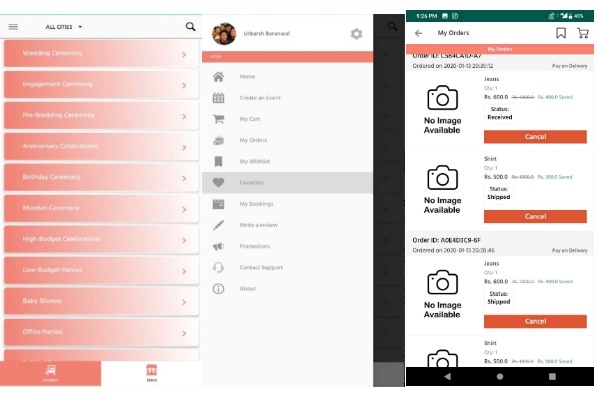 ALL CITIES
Wedding Ceremony
Engagement Ceremony
Pre-Wedding Ceremony
Anniversary Celebrations
Birthday Ceremony
Mundan Ceremony
High-Budget Celebrations
Low-Budget Parties
Baby Shower
Office Parties
Store
Utkarsh Baranwal
Home
Create an Event
My Cart
My Orders
My Wishlist
Favorites
My Bookings
Write a review
Promotions
Contact Support
About
9:26 PM
46%
My Orders
My Orders
Order ID: C5B4CA1D-A7
Ordered on 2020-01-13 20:30:12 Pay on Delivery
No Image
Available
Jeans
Qty: 1
Rs. 600.0 Rs. 1000.0 Rs. 400.0 Saved
Status:
Received
Cancel
No Image
Available
Shirt
Qty: 1
Rs. 500.0 Rs. 1000.0 Rs. 500.0 Saved
Status:
Shipped
Cancel
Order ID: A0E4D3C9-6F
Ordered on 2020-01-13 20:28:46 Pay on Delivery
No Image
Available
Jeans
Qty: 1
Rs. 600.0 Rs. 1000.0 Rs. 400.0 Saved
Status:
Shipped
Cancel
Shirt
Qty: 1
Rs. 500.0 Rs. 1000.0 Rs. 500.0 Saved